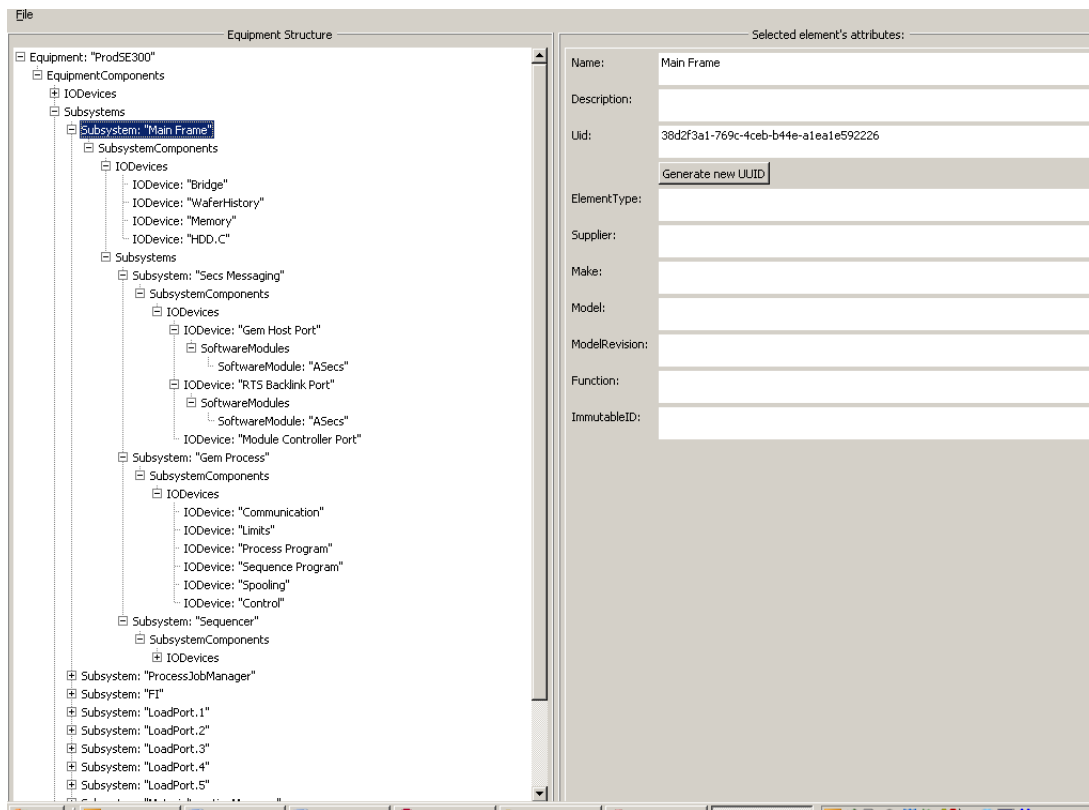 File
Equipment Structure
Equipment: "ProdSE300"
EquipmentComponents
IODevices
Subsystems
Subsystem: "Main Frame"
SubsystemComponents
IODevices
IODevice: "Bridge"
IODevice: "WaferHistory"
IODevice: "Memory"
IODevice: "HDD.C"
Subsystems
Subsystem: "Secs Messaging"
SubsystemComponents
IODevices
IODevice: "Gem Host Port"
SoftwareModules
SoftwareModule: "ASecs"
IODevice: "RTS Backlink Port"
SoftwareModules
SoftwareModule: "ASecs"
IODevice: "Module Controller Port"
Subsystem: "Gem Process"
SubsystemComponents
IODevices
IODevice: "Communication"
IODevice: "Limits"
IODevice: "Process Program"
IODevice: "Sequence Program"
IODevice: "Spooling"
IODevice: "Control"
Subsystem: "Sequencer"
SubsystemComponents
IODevices
Subsystem: "ProcessJobManager"
Subsystem: "FI"
Subsystem: "LoadPort.1"
Subsystem: "LoadPort.2"
Subsystem: "LoadPort.3"
Subsystem: "LoadPort.4"
Subsystem: "LoadPort.5"
Selected element's attributes:
Name: Main Frame
Description:
Uid: 38d2f3a1-769c-4ceb-b44e-a1ea1e592226
Generate new UUID
ElementType:
Supplier:
Make:
Model:
ModelRevision:
Function:
ImmutableID: